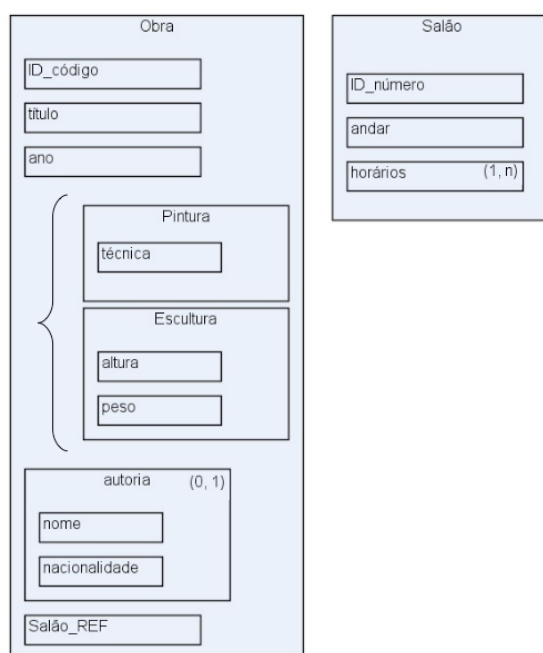 Obra
ID_código
título
ano
Pintura
técnica
Escultura
altura
peso
autoria (0, 1)
nome
nacionalidade
Salão_REF
Salão
ID_número
andar
horários (1, n)